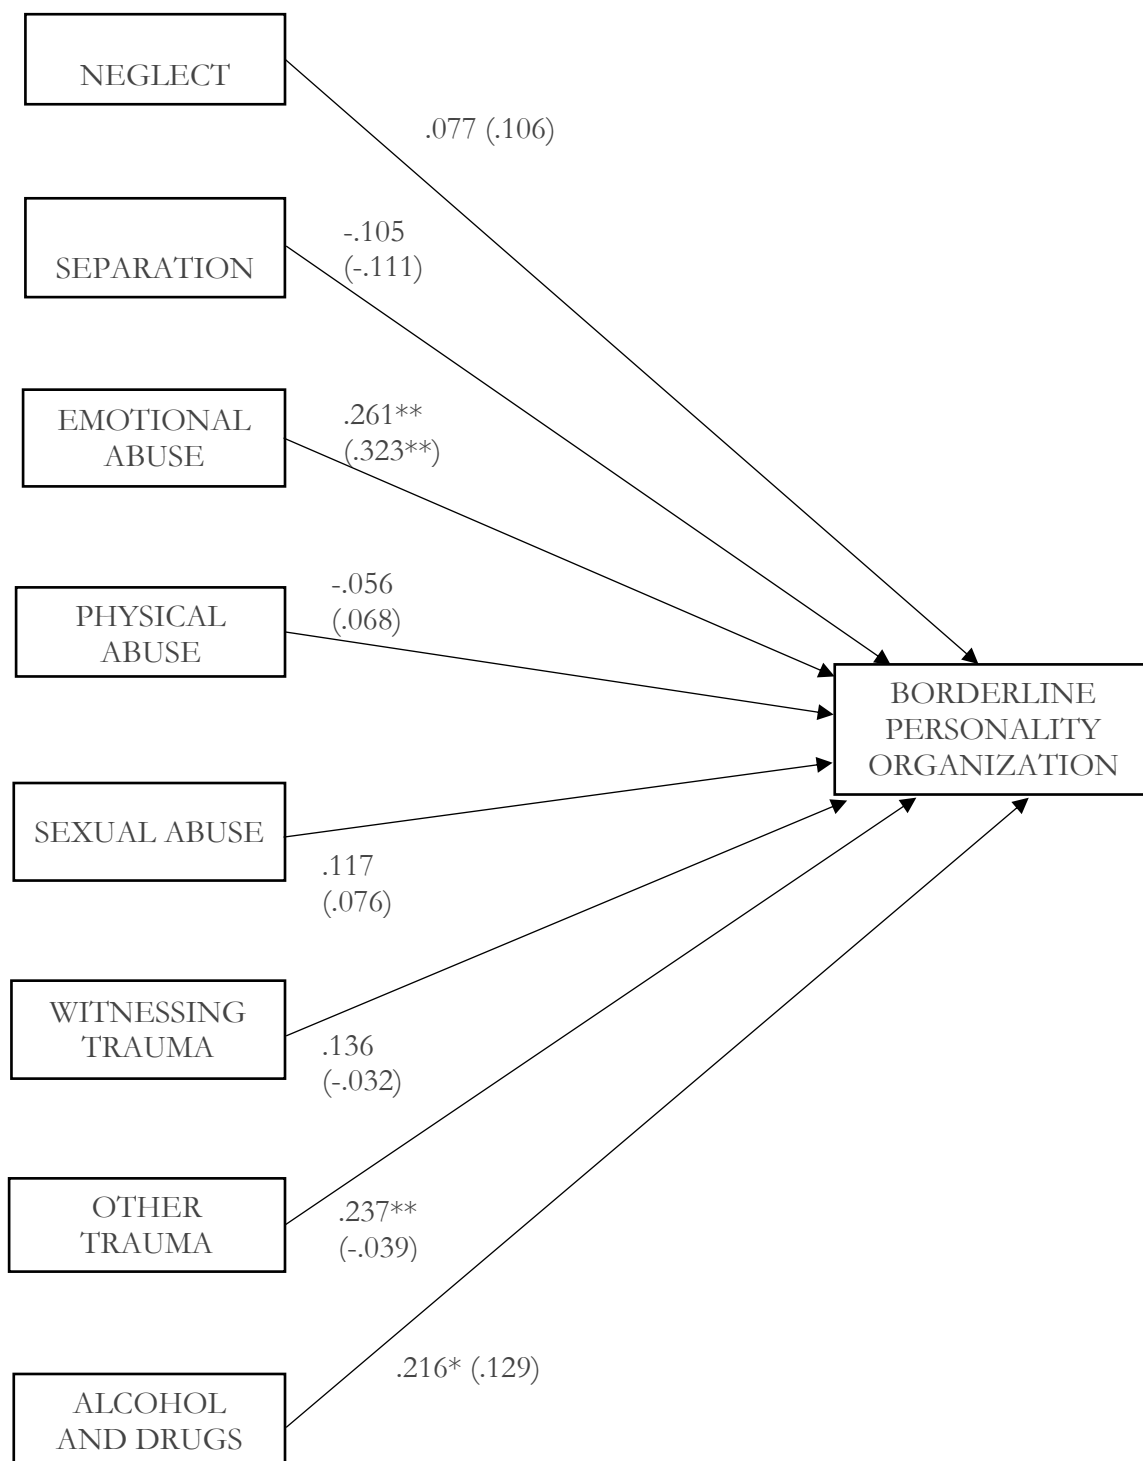 NEGLECT
.077 (.106)
SEPARATION
-.105
(-.111)
EMOTIONAL
ABUSE
.261**
(.323**)
PHYSICAL
ABUSE
-.056
(.068)
BORDERLINE
PERSONALITY
ORGANIZATION
SEXUAL ABUSE
.117
(.076)
WITNESSING
TRAUMA
.136
(-.032)
OTHER
TRAUMA
.237**
(-.039)
.216* (.129)
ALCOHOL
AND DRUGS